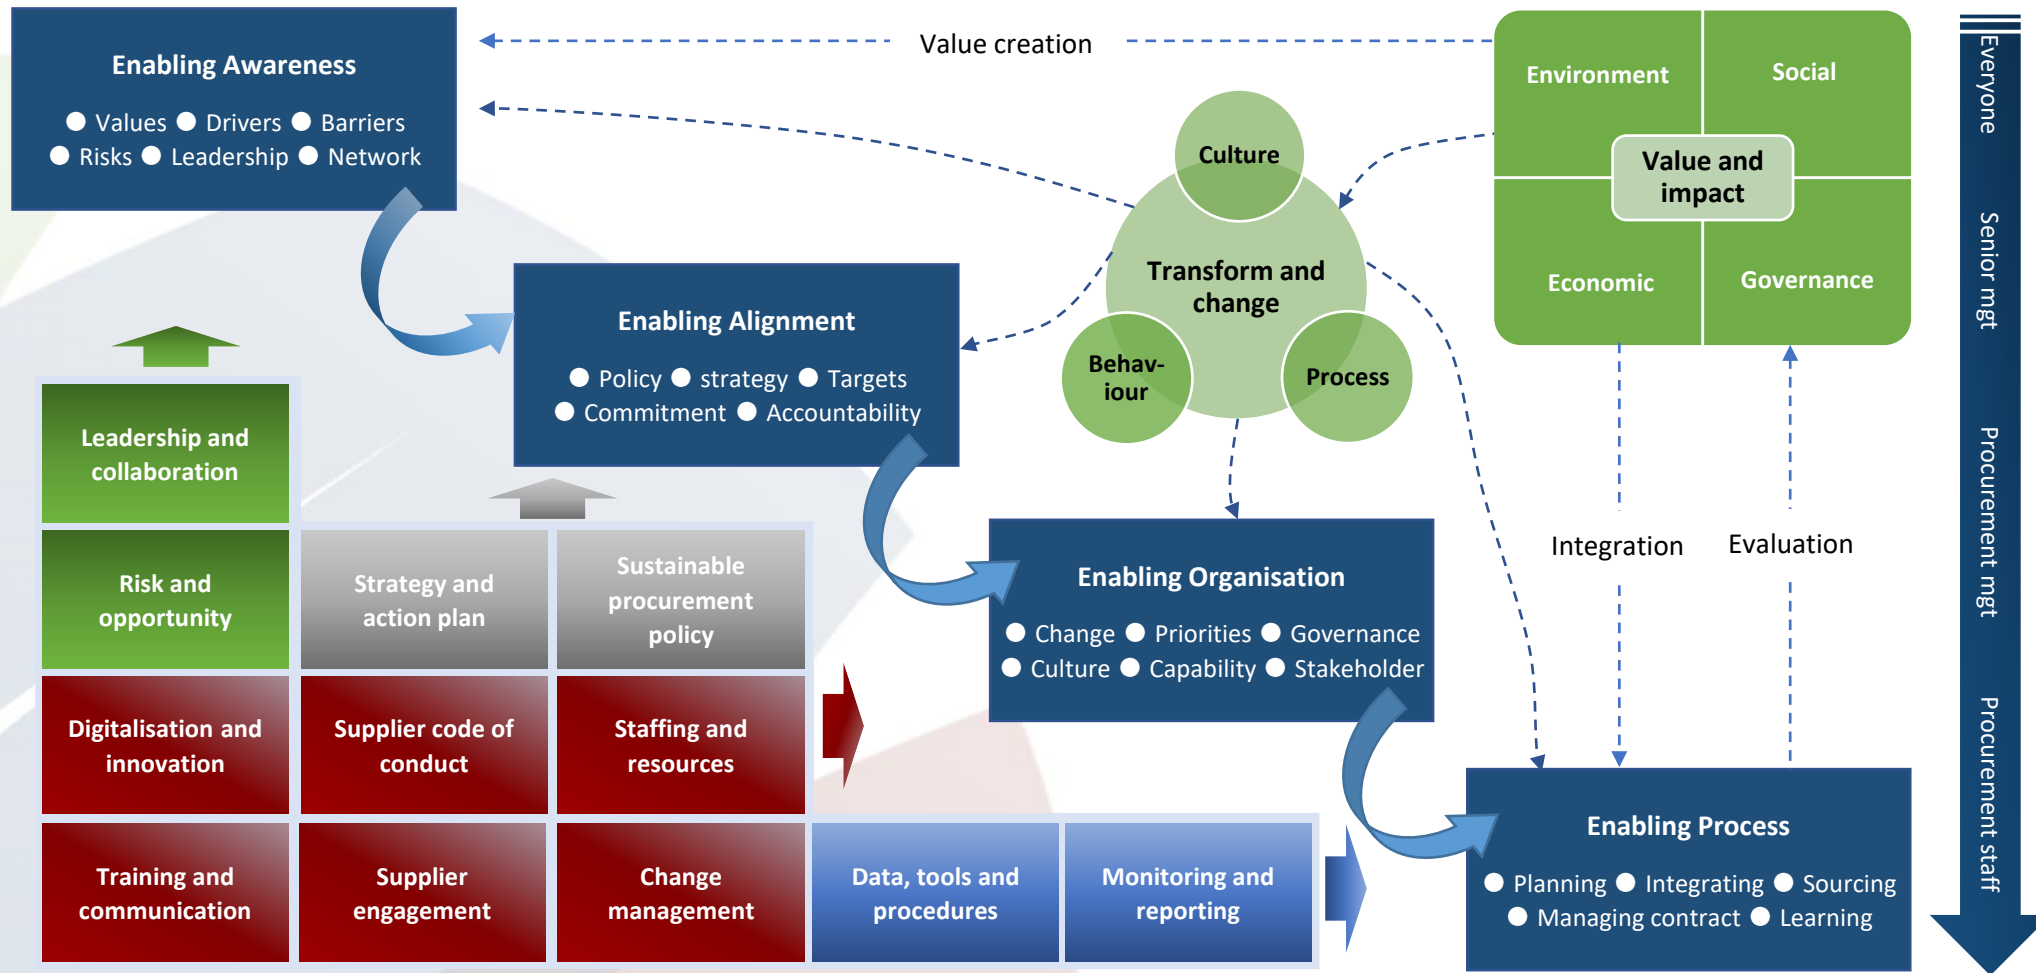 Enabling Awareness
● Values ● Drivers ● Barriers
● Risks ● Leadership ● Network
Value creation
Environment
Social
Value and
impact
Economic
Governance
Culture
Transform and
change
Behav-
iour
Process
Enabling Alignment
● Policy ● strategy ● Targets
● Commitment ● Accountability
Enabling Organisation
● Change ● Priorities ● Governance
● Culture ● Capability ● Stakeholder
Integration
Evaluation
Enabling Process
● Planning ● Integrating ● Sourcing
● Managing contract ● Learning
Leadership and
collaboration
Risk and
opportunity
Strategy and
action plan
Sustainable
procurement
policy
Digitalisation and
innovation
Supplier code of
conduct
Staffing and
resources
Training and
communication
Supplier
engagement
Change
management
Data, tools and
procedures
Monitoring and
reporting
Everyone
Senior mgt
Procurement mgt
Procurement staff